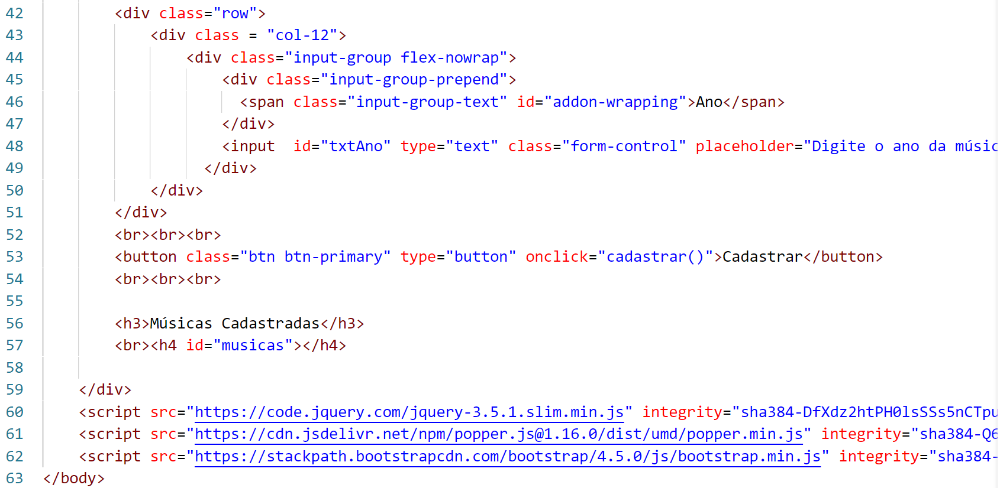 42 <div class="row">
43 <div class = "col-12">
44 <div class="input-group flex-nowrap">
45 <div class="input-group-prepend">
46 <span class="input-group-text" id="addon-wrapping">Ano</span>
47 </div>
48 <input  id="txtAno" type="text" class="form-control" placeholder="Digite o ano da músic
49 </div>
50 </div>
51 </div>
52 <br><br><br>
53 <button class="btn btn-primary" type="button" onclick="cadastrar()">Cadastrar</button>
54 <br><br><br>
55
56 <h3>Músicas Cadastradas</h3>
57 <br><h4 id="musicas"></h4>
58
59 </div>
60 <script src="https://code.jquery.com/jquery-3.5.1.slim.min.js" integrity="sha384-DfXdz2htPH0lsSSs5nCTpu
61 <script src="https://cdn.jsdelivr.net/npm/popper.js@1.16.0/dist/umd/popper.min.js" integrity="sha384-Q6
62 <script src="https://stackpath.bootstrapcdn.com/bootstrap/4.5.0/js/bootstrap.min.js" integrity="sha384-
63 </body>